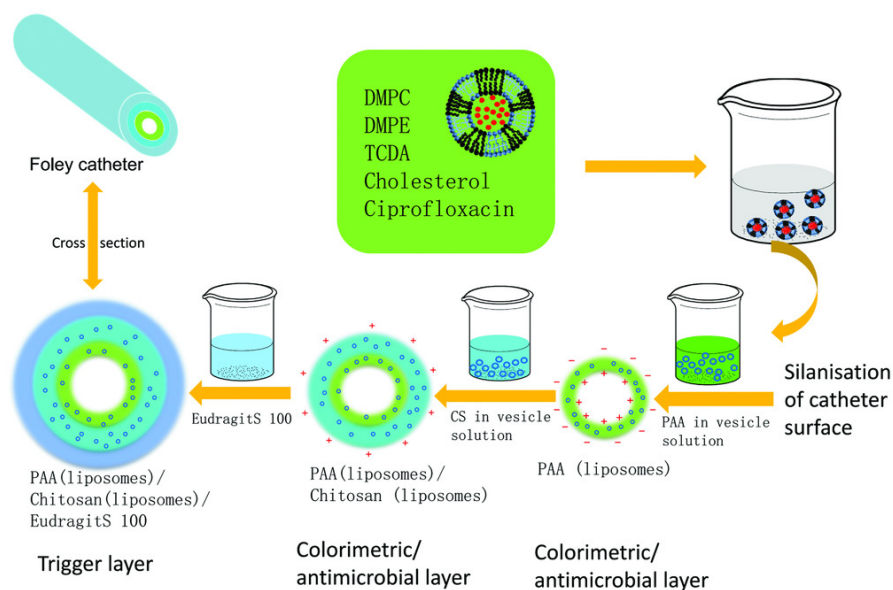 Foley catheter
Cross section
DMPC
DMPE
TCDA
Cholesterol
Ciprofloxacin
Silanisation
of catheter
surface
PAA in vesicle
solution
PAA (liposomes)
Colorimetric/
antimicrobial layer
CS in vesicle
solution
PAA(liposomes)/
Chitosan (liposomes)
Colorimetric/
antimicrobial layer
EudragitS 100
PAA(liposomes)/
Chitosan(liposomes)/
EudragitS 100
Trigger layer